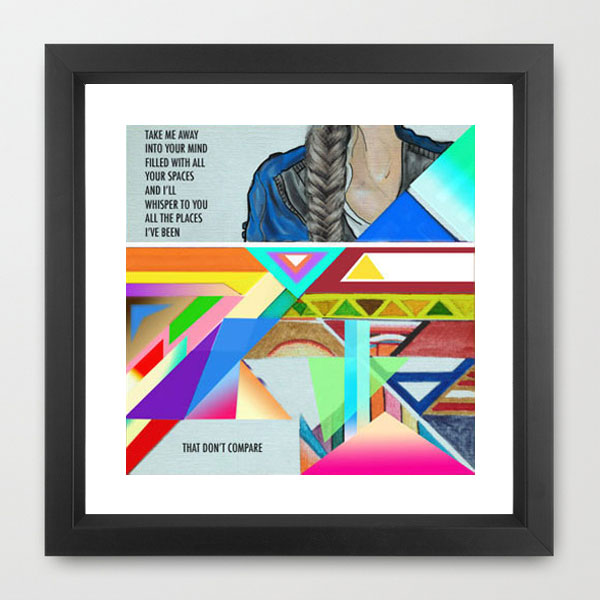 TAKE ME AWAY
INTO YOUR MIND
FILLED WITH ALL
YOUR SPACES
AND I'LL
WHISPER TO YOU
ALL THE PLACES
I'VE BEEN
THAT DON'T COMPARE